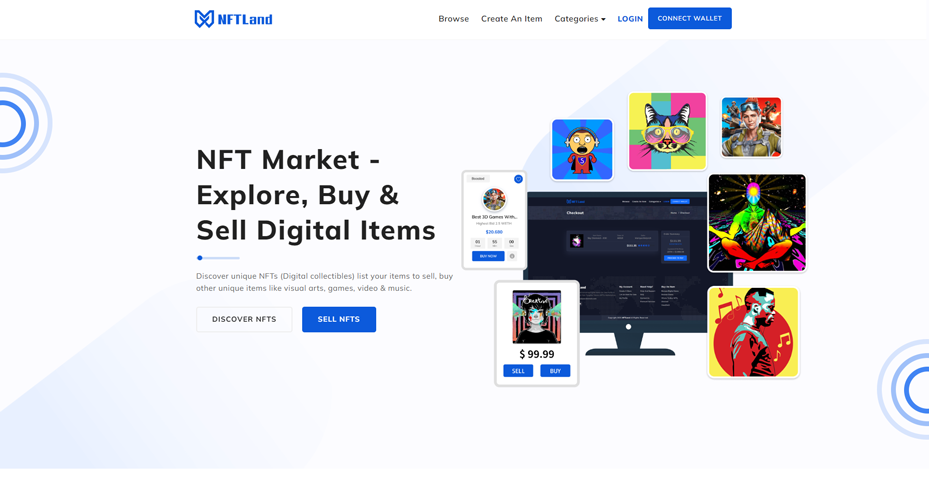 NFTLand
Browse
Create An Item
Categories
LOGIN
CONNECT WALLET
NFT Market -
Explore, Buy &
Sell Digital Items
Discover unique NFTs (Digital collectibles) list your items to sell, buy
other unique items like visual arts, games, video & music.
DISCOVER NFTS
SELL NFTS
Best 3D Games With...
$20.680
BUY NOW
Checkout
$ 99.99
SELL
BUY